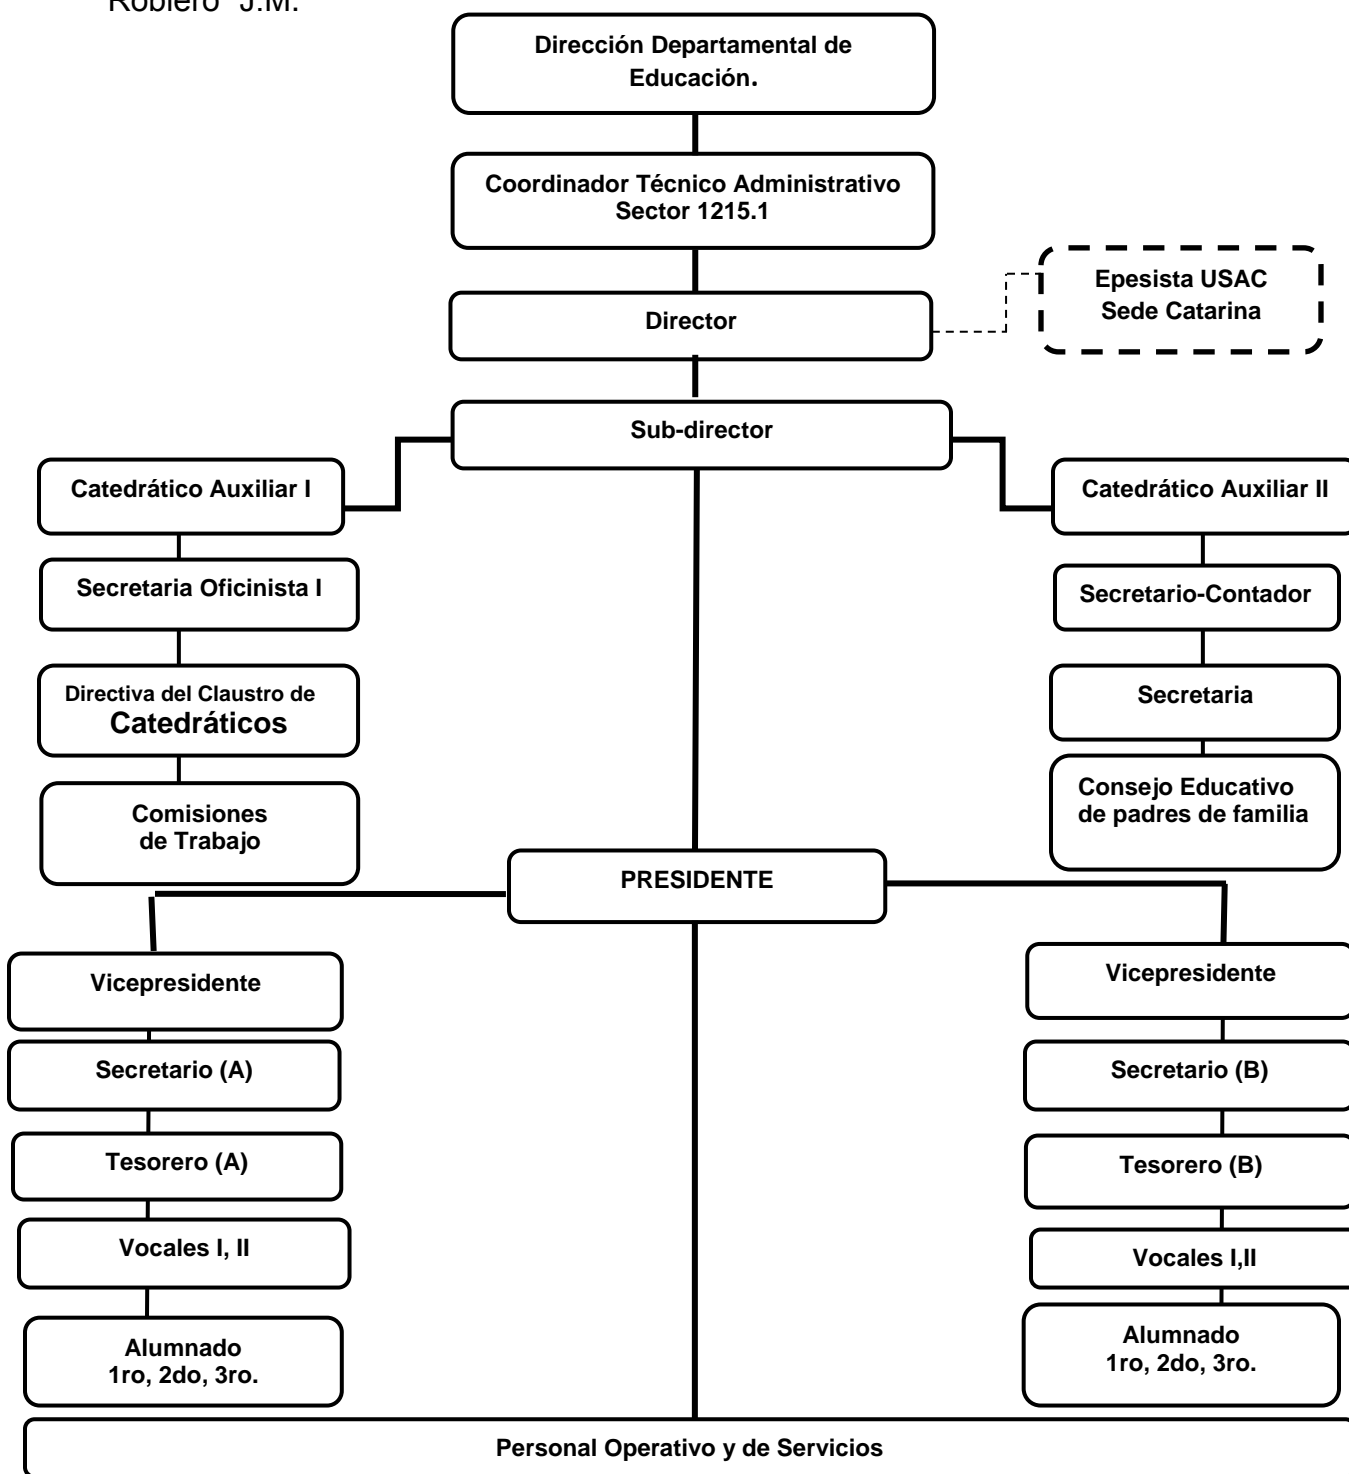 Roblero" J.M.
Dirección Departamental de
Educación.
Coordinador Técnico Administrativo
Sector 1215.1
Epesista USAC
Sede Catarina
Director
Sub-director
Catedrático Auxiliar I
Catedrático Auxiliar II
Secretaria Oficinista I
Secretario-Contador
Directiva del Claustro de
Catedráticos
Secretaria
Comisiones
de Trabajo
Consejo Educativo
de padres de familia
PRESIDENTE
Vicepresidente
Vicepresidente
Secretario (A)
Secretario (B)
Tesorero (A)
Tesorero (B)
Vocales I, II
Vocales I,II
Alumnado
1ro, 2do, 3ro.
Alumnado
1ro, 2do, 3ro.
Personal Operativo y de Servicios